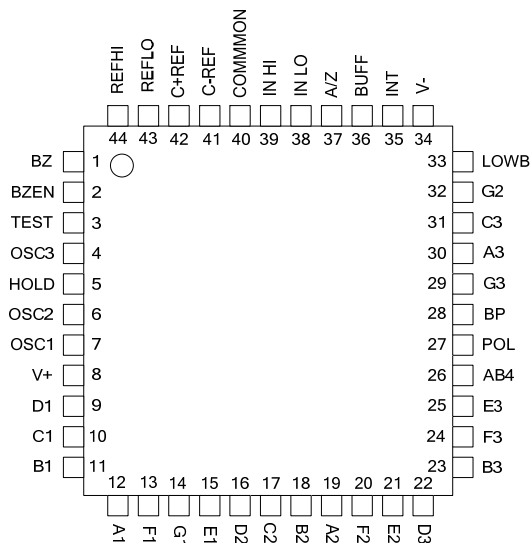 REFHI
REFLO
C+REF
C-REF
COMMMON
IN HI
IN LO
A/Z
BUFF
INT
V-
44 43 42 41 40 39 38 37 36 35 34
BZ 1
BZEN 2
TEST 3
OSC3 4
HOLD 5
OSC2 6
OSC1 7
V+ 8
D1 9
C1 10
B1 11
33 LOWB
32 G2
31 C3
30 A3
29 G3
28 BP
27 POL
26 AB4
25 E3
24 F3
23 B3
12 13 14 15 16 17 18 19 20 21 22
A1
F1
G1
E1
D2
C2
B2
A2
F2
E2
D3